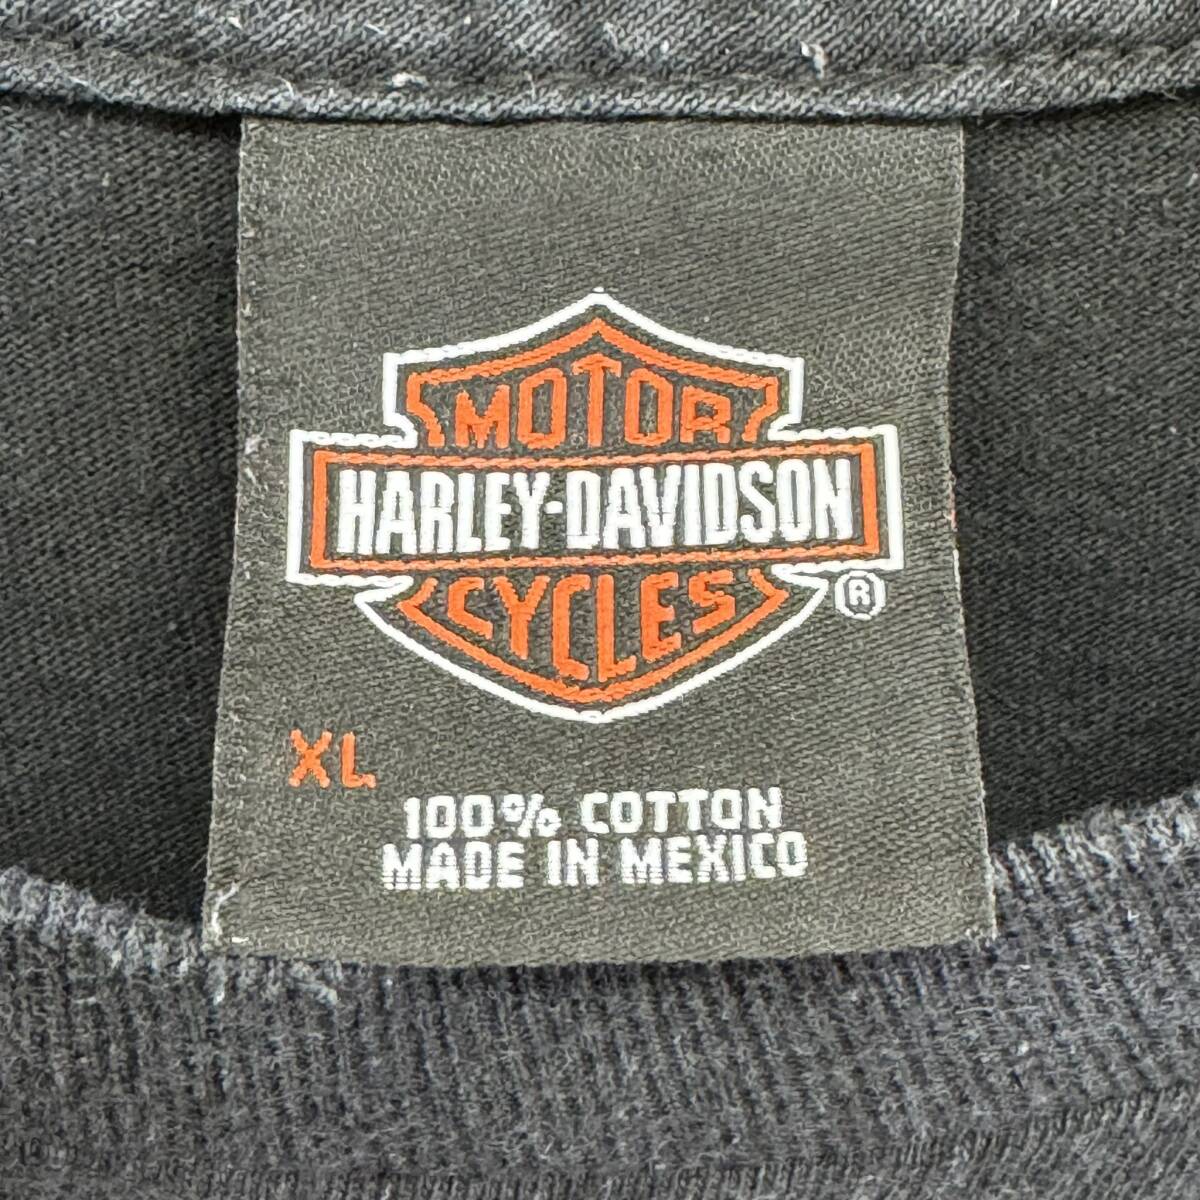 MOTOR
HARLEY-DAVIDSON
CYCLES
®
XL
100% COTTON
MADE IN MEXICO